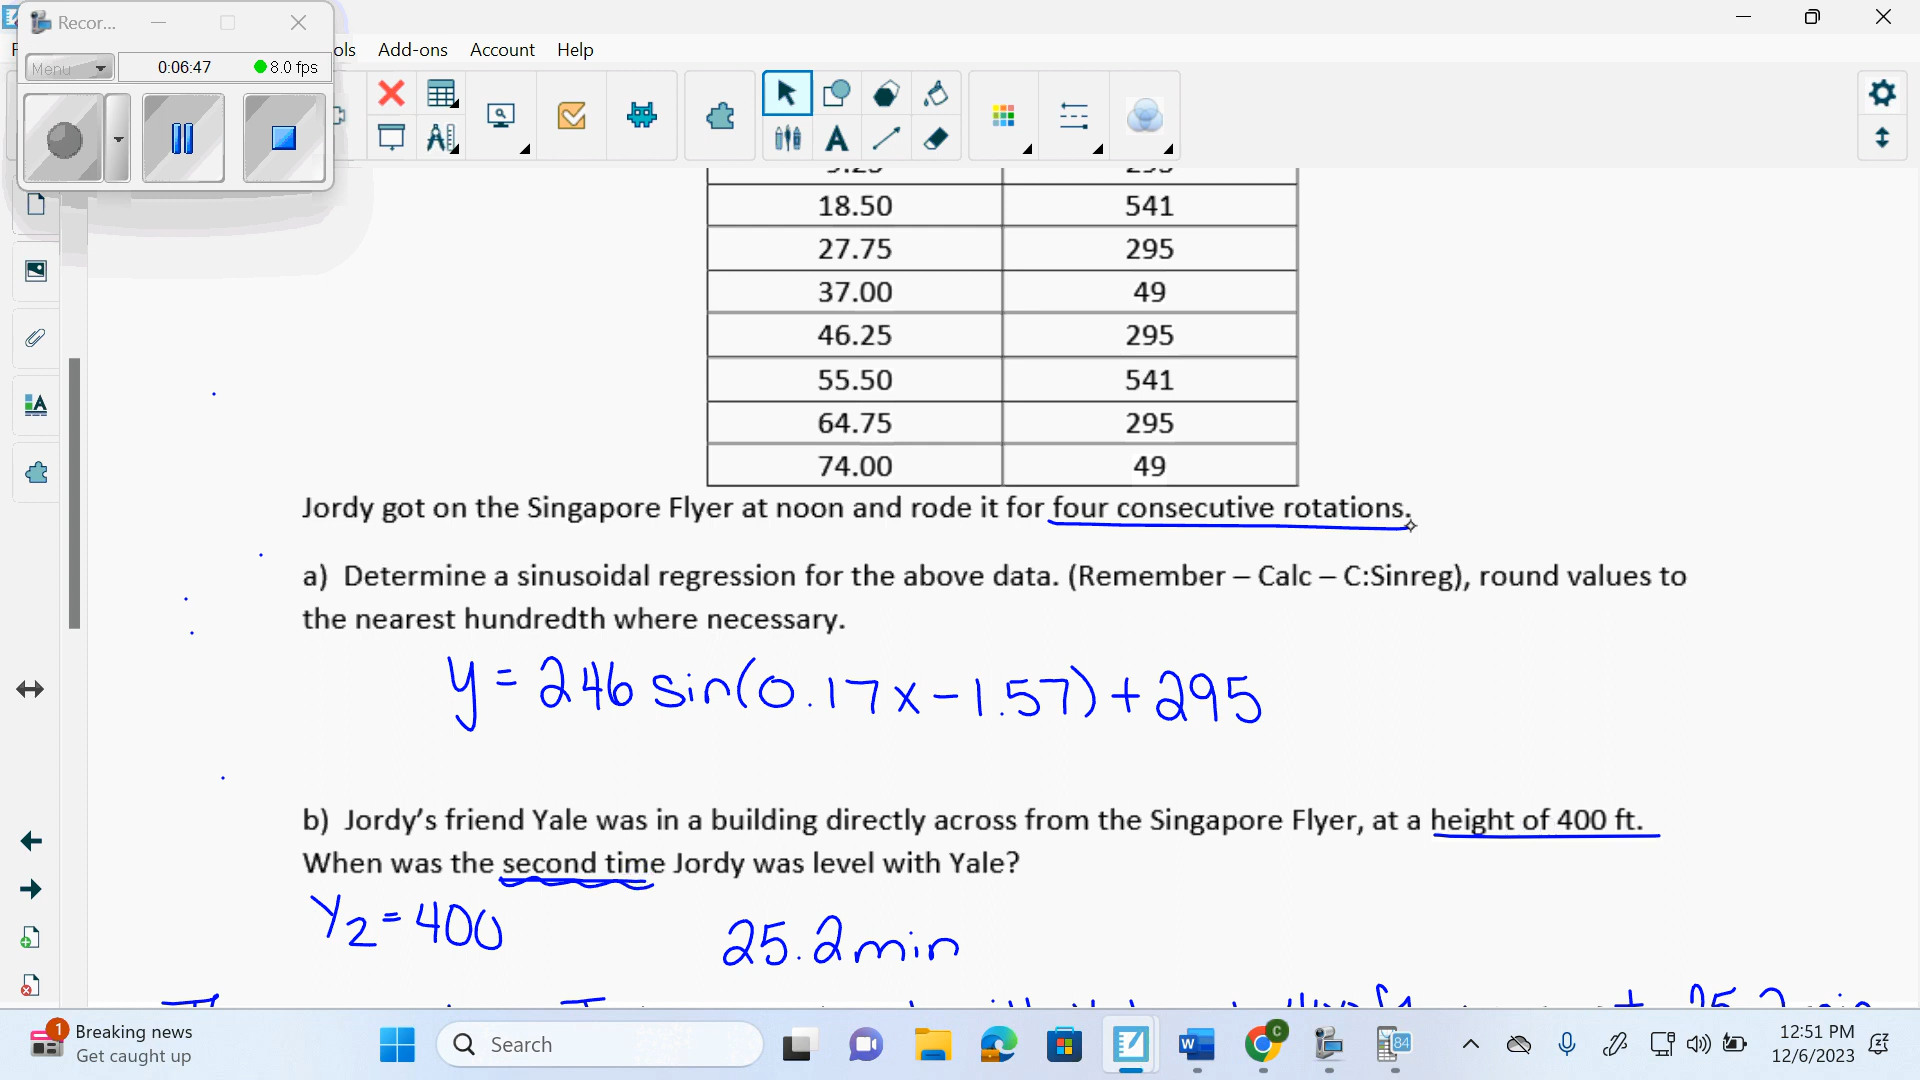 Recor...
Menu
0:06:47
8.0 fps
ols Add-ons Account Help
18.50 541
27.75 295
37.00 49
46.25 295
55.50 541
64.75 295
74.00 49
Jordy got on the Singapore Flyer at noon and rode it for four consecutive rotations.
a) Determine a sinusoidal regression for the above data. (Remember – Calc – C:Sinreg), round values to
the nearest hundredth where necessary.
y = 246 sin(0.17x - 1.57) + 295
b) Jordy's friend Yale was in a building directly across from the Singapore Flyer, at a height of 400 ft.
When was the second time Jordy was level with Yale?
Y2 = 400
25.2 min
1
Breaking news
Get caught up
Search
C
84
12:51 PM
12/6/2023